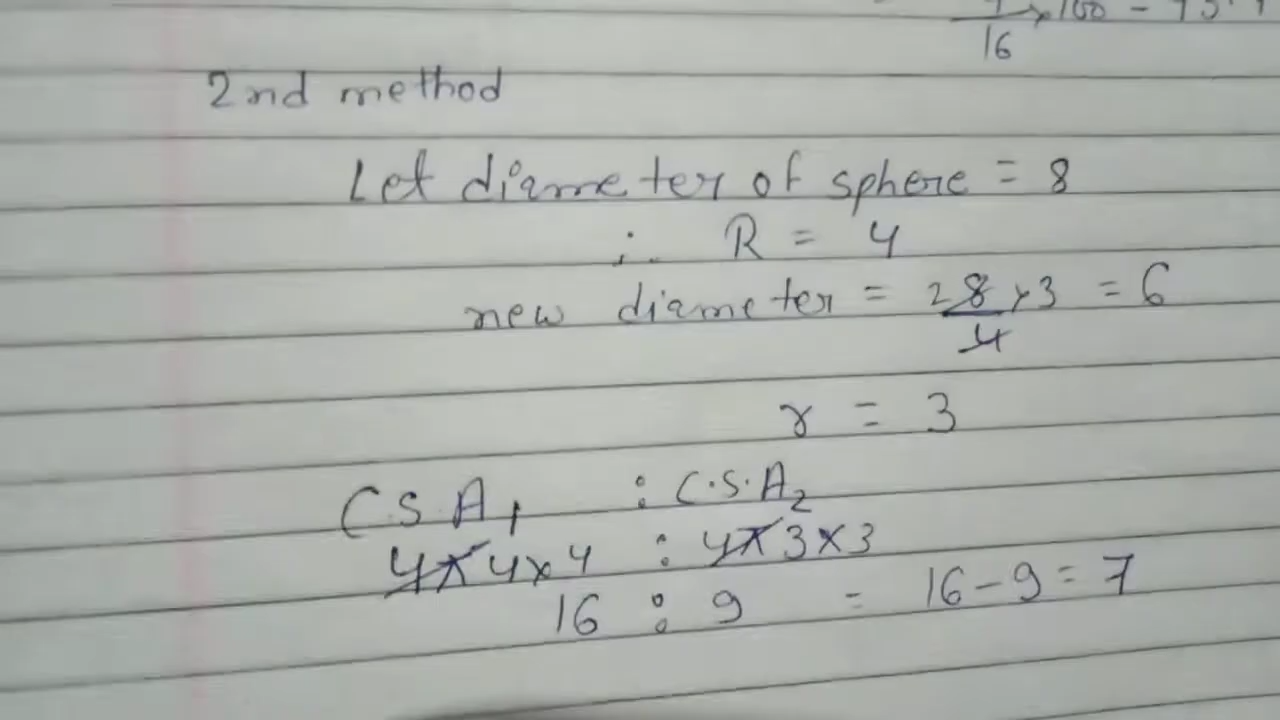 16
2nd method
Let diameter of sphere = 8
∴ R = 4
new diameter = 2 8/4 × 3 = 6
r = 3
C.S.A1 : C.S.A2
4π 4×4 : 4π 3×3
16 : 9 = 16-9=7